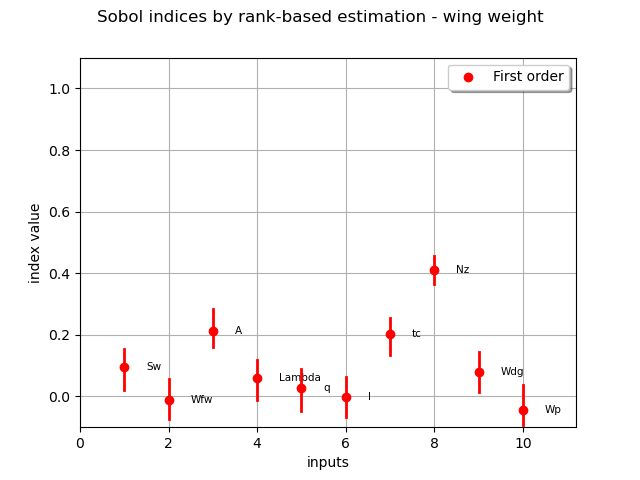 Sobol indices by rank-based estimation - wing weight
First order
index value
1.0
0.8
0.6
0.4
0.2
0.0
Sw
Wfw
A
Lambda
q
l
tc
Nz
Wdg
Wp
0 2 4 6 8 10
inputs